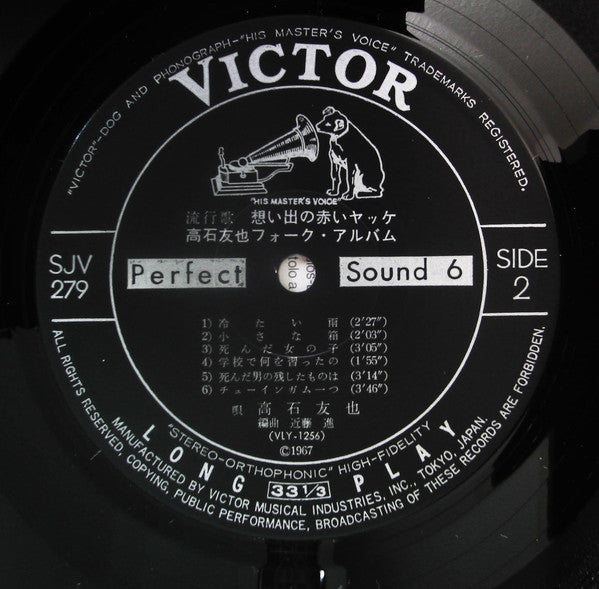 "VICTOR"-DOG AND PHONOGRAPH-"HIS MASTER'S VOICE" TRADEMARKS REGISTERED.
VICTOR
"HIS MASTER'S VOICE"
流行歌 想い出の赤いヤッケ
高石友也フォーク・アルバム
SJV
279
Perfect Sound 6
SIDE
2
1) 冷たい雨 (2'27")
2) 小さな箱 (2'03")
3) 死んだ女の子 (3'05")
4) 学校で何を習ったの (1'55")
5) 死んだ男の残したものは (3'14")
6) チューインガム一つ (3'46")
唄 高石友也
編曲 近藤 進
(VLY-1256)
©1967
"STEREO-ORTHOPHONIC" HIGH-FIDELITY
LONG 33 1/3 PLAY
MANUFACTURED BY VICTOR MUSICAL INDUSTRIES, INC., TOKYO, JAPAN.
ALL RIGHTS RESERVED. COPYING, PUBLIC PERFORMANCE, BROADCASTING OF THESE RECORDS ARE FORBIDDEN.